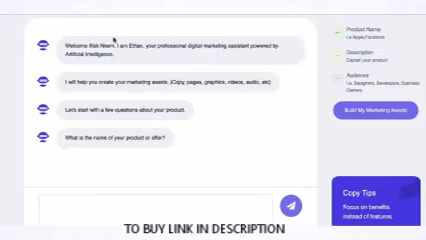 Welcome Rick Nteml, I am Ethan, your professional digital marketing assistant powered by
Artificial Intelligence.
I will help you create your marketing assets. (Copy, pages, graphics, videos, audio, etc)
Let's start with a few questions about your product.
What is the name of your product or offer?
Product Name
i.e Apple, Facebook
Description
Explain your product
Audience
i.e. Designers, Developers, Business
Owners
Build My Marketing Assets
Copy Tips
Focus on benefits
instead of features.
TO BUY LINK IN DESCRIPTION